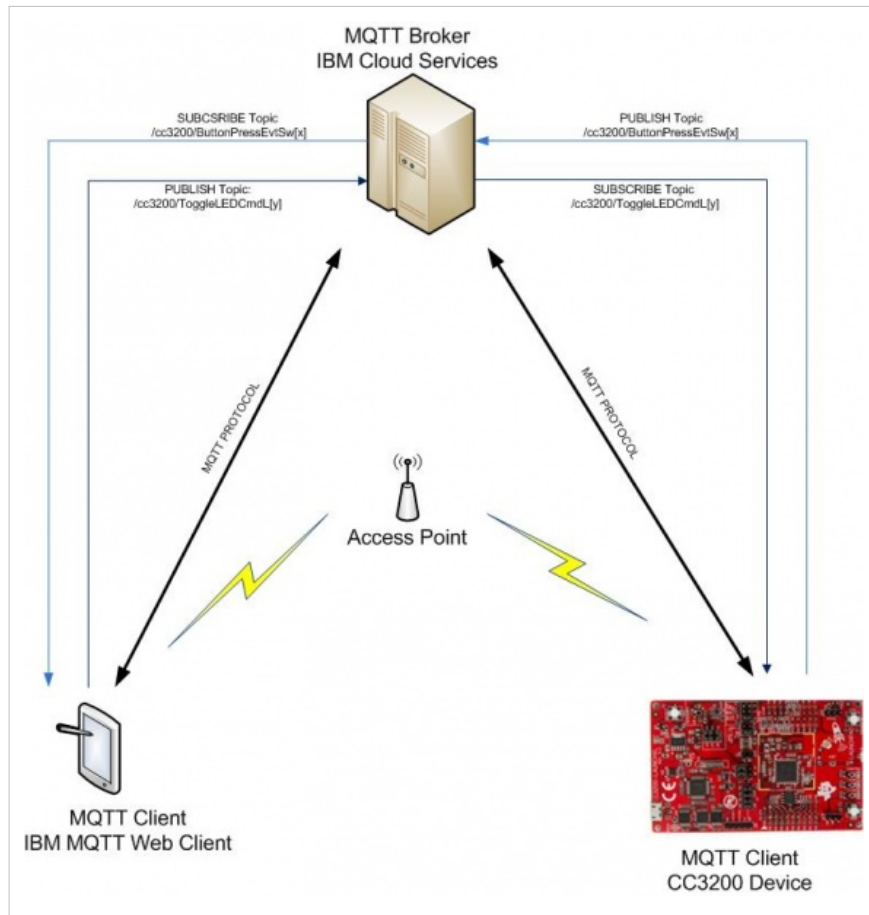 MQTT Broker
IBM Cloud Services
SUBCSRIBE Topic
/cc3200/ButtonPressEvtSw[x]
PUBLISH Topic
/cc3200/ButtonPressEvtSw[x]
PUBLISH Topic:
/cc3200/ToggleLEDCmdL[y]
SUBSCRIBE Topic
/cc3200/ToggleLEDCmdL[y]
MQTT PROTOCOL
MQTT PROTOCOL
Access Point
MQTT Client
IBM MQTT Web Client
MQTT Client
CC3200 Device